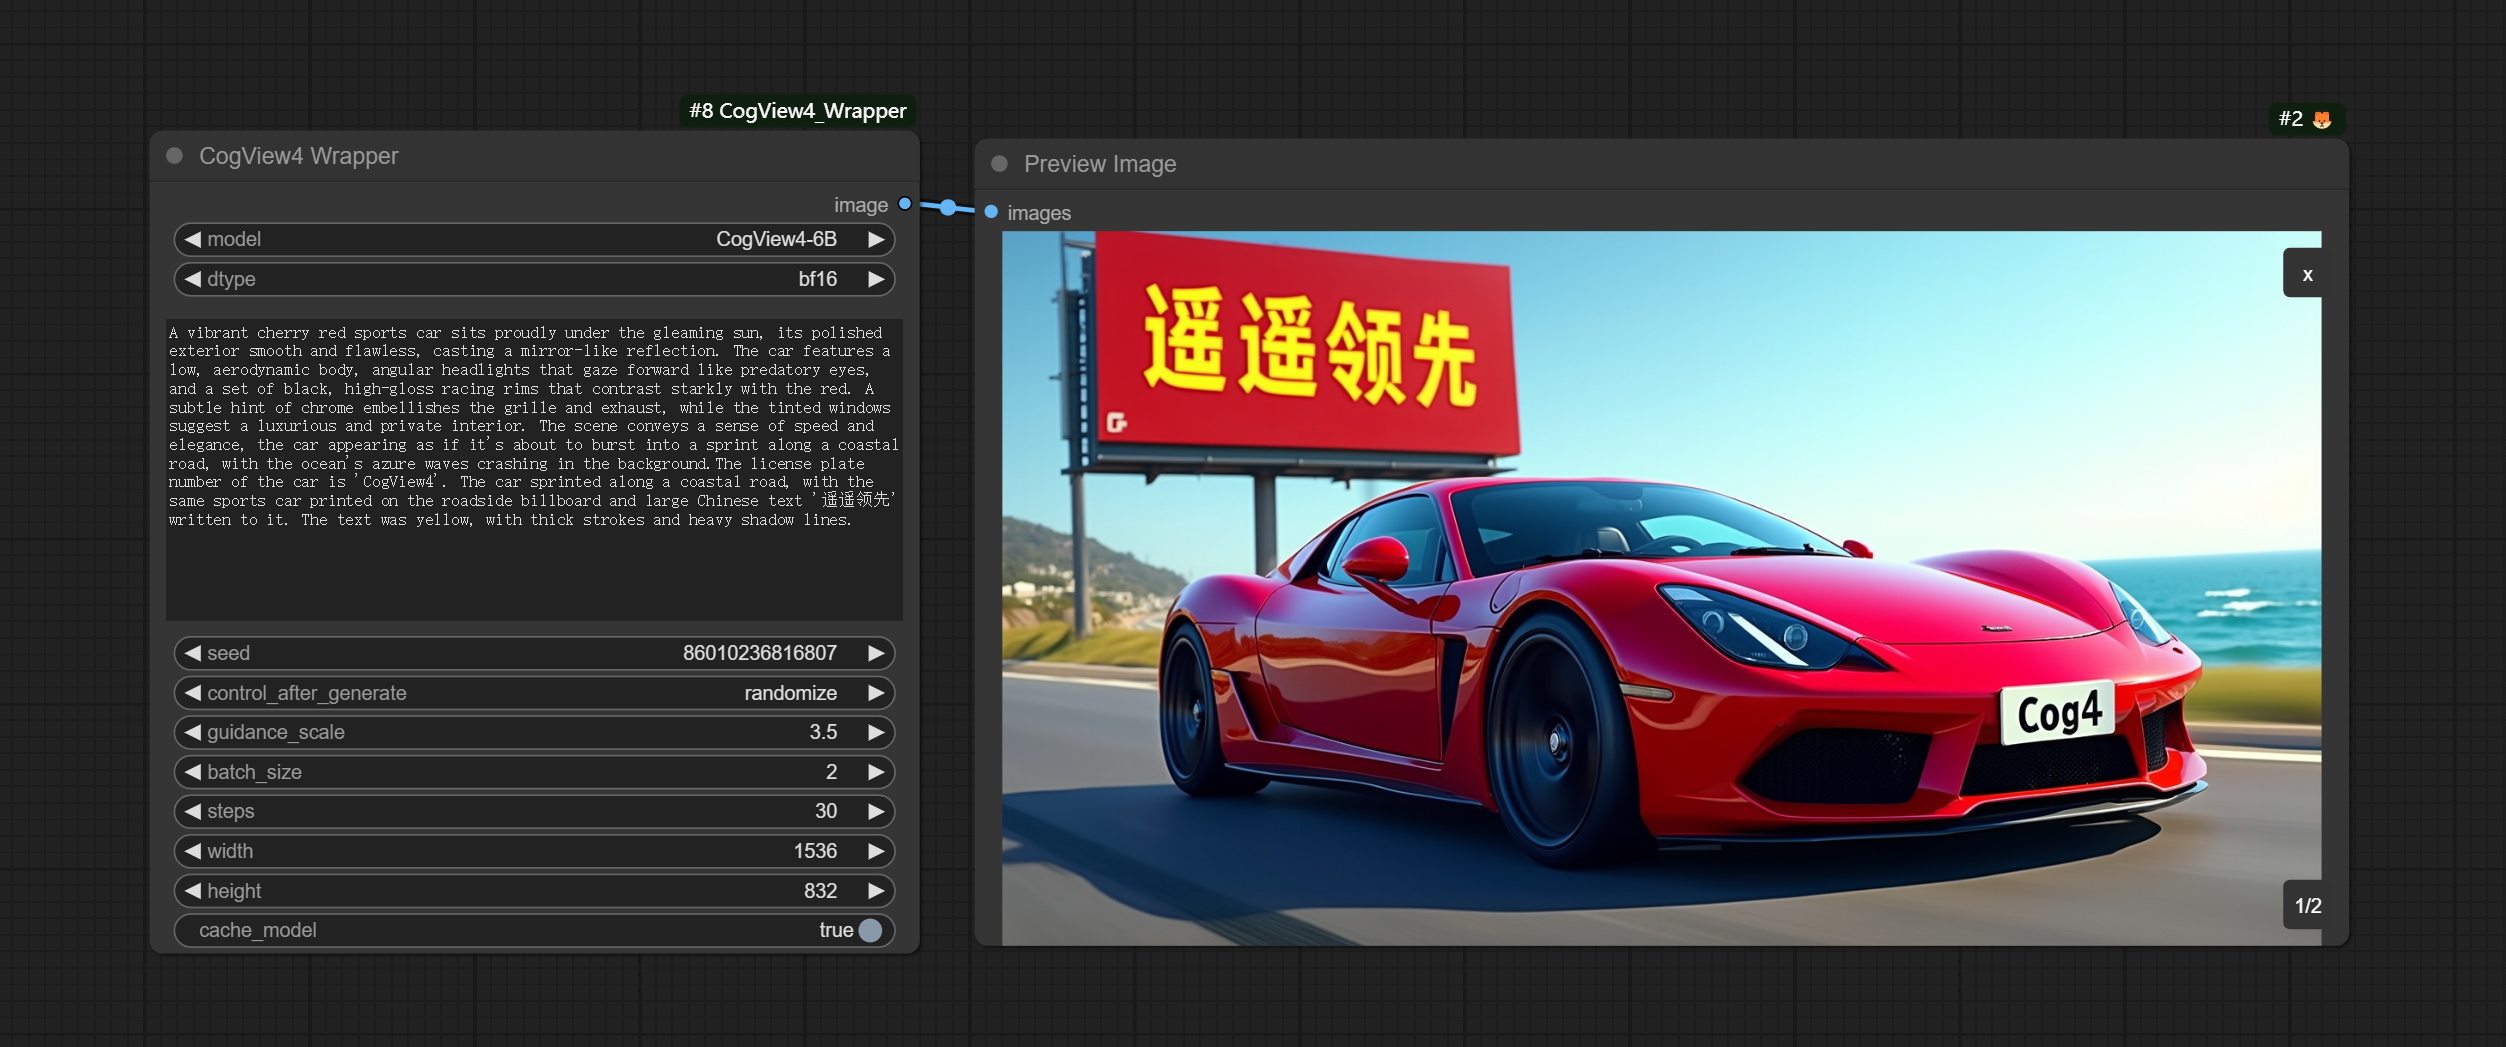 #8 CogView4_Wrapper
CogView4 Wrapper
image
model CogView4-6B
dtype bf16
A vibrant cherry red sports car sits proudly under the gleaming sun, its polished
exterior smooth and flawless, casting a mirror-like reflection. The car features a
low, aerodynamic body, angular headlights that gaze forward like predatory eyes,
and a set of black, high-gloss racing rims that contrast starkly with the red. A
subtle hint of chrome embellishes the grille and exhaust, while the tinted windows
suggest a luxurious and private interior. The scene conveys a sense of speed and
elegance, the car appearing as if it's about to burst into a sprint along a coastal
road, with the ocean's azure waves crashing in the background.The license plate
number of the car is 'CogView4'. The car sprinted along a coastal road, with the
same sports car printed on the roadside billboard and large Chinese text '遥遥领先'
written to it. The text was yellow, with thick strokes and heavy shadow lines.
seed 86010236816807
control_after_generate randomize
guidance_scale 3.5
batch_size 2
steps 30
width 1536
height 832
cache_model true
#2
Preview Image
images
x
遥遥领先
Cog4
1/2